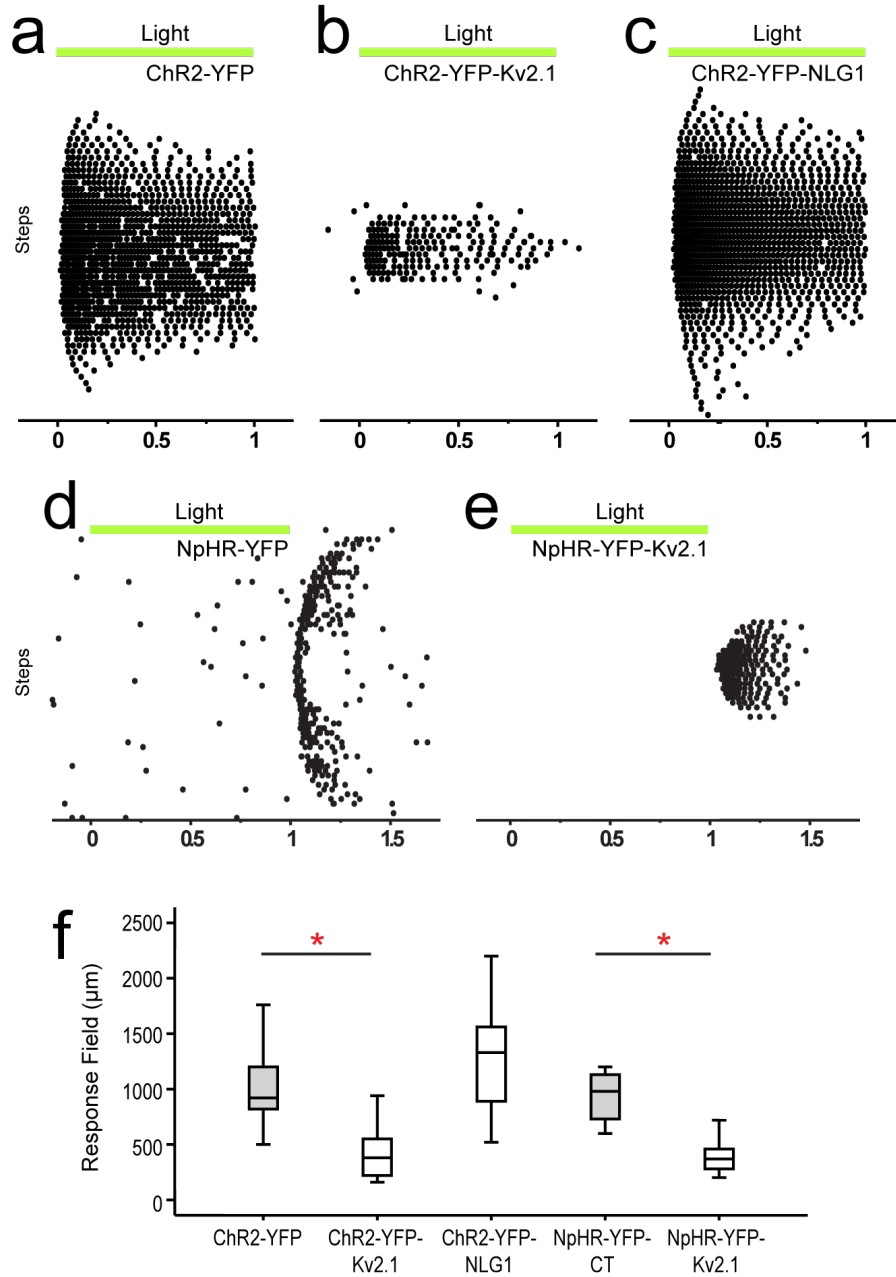 a
Light
ChR2-YFP
b
Light
ChR2-YFP-Kv2.1
c
Light
ChR2-YFP-NLG1
Steps
0 0.5 1
0 0.5 1
0 0.5 1
d
Light
NpHR-YFP
e
Light
NpHR-YFP-Kv2.1
Steps
0 0.5 1 1.5
0 0.5 1 1.5
f
Response Field (μm)
2500
2000
1500
1000
500
0
* *
ChR2-YFP
ChR2-YFP-
Kv2.1
ChR2-YFP-
NLG1
NpHR-YFP-
CT
NpHR-YFP-
Kv2.1